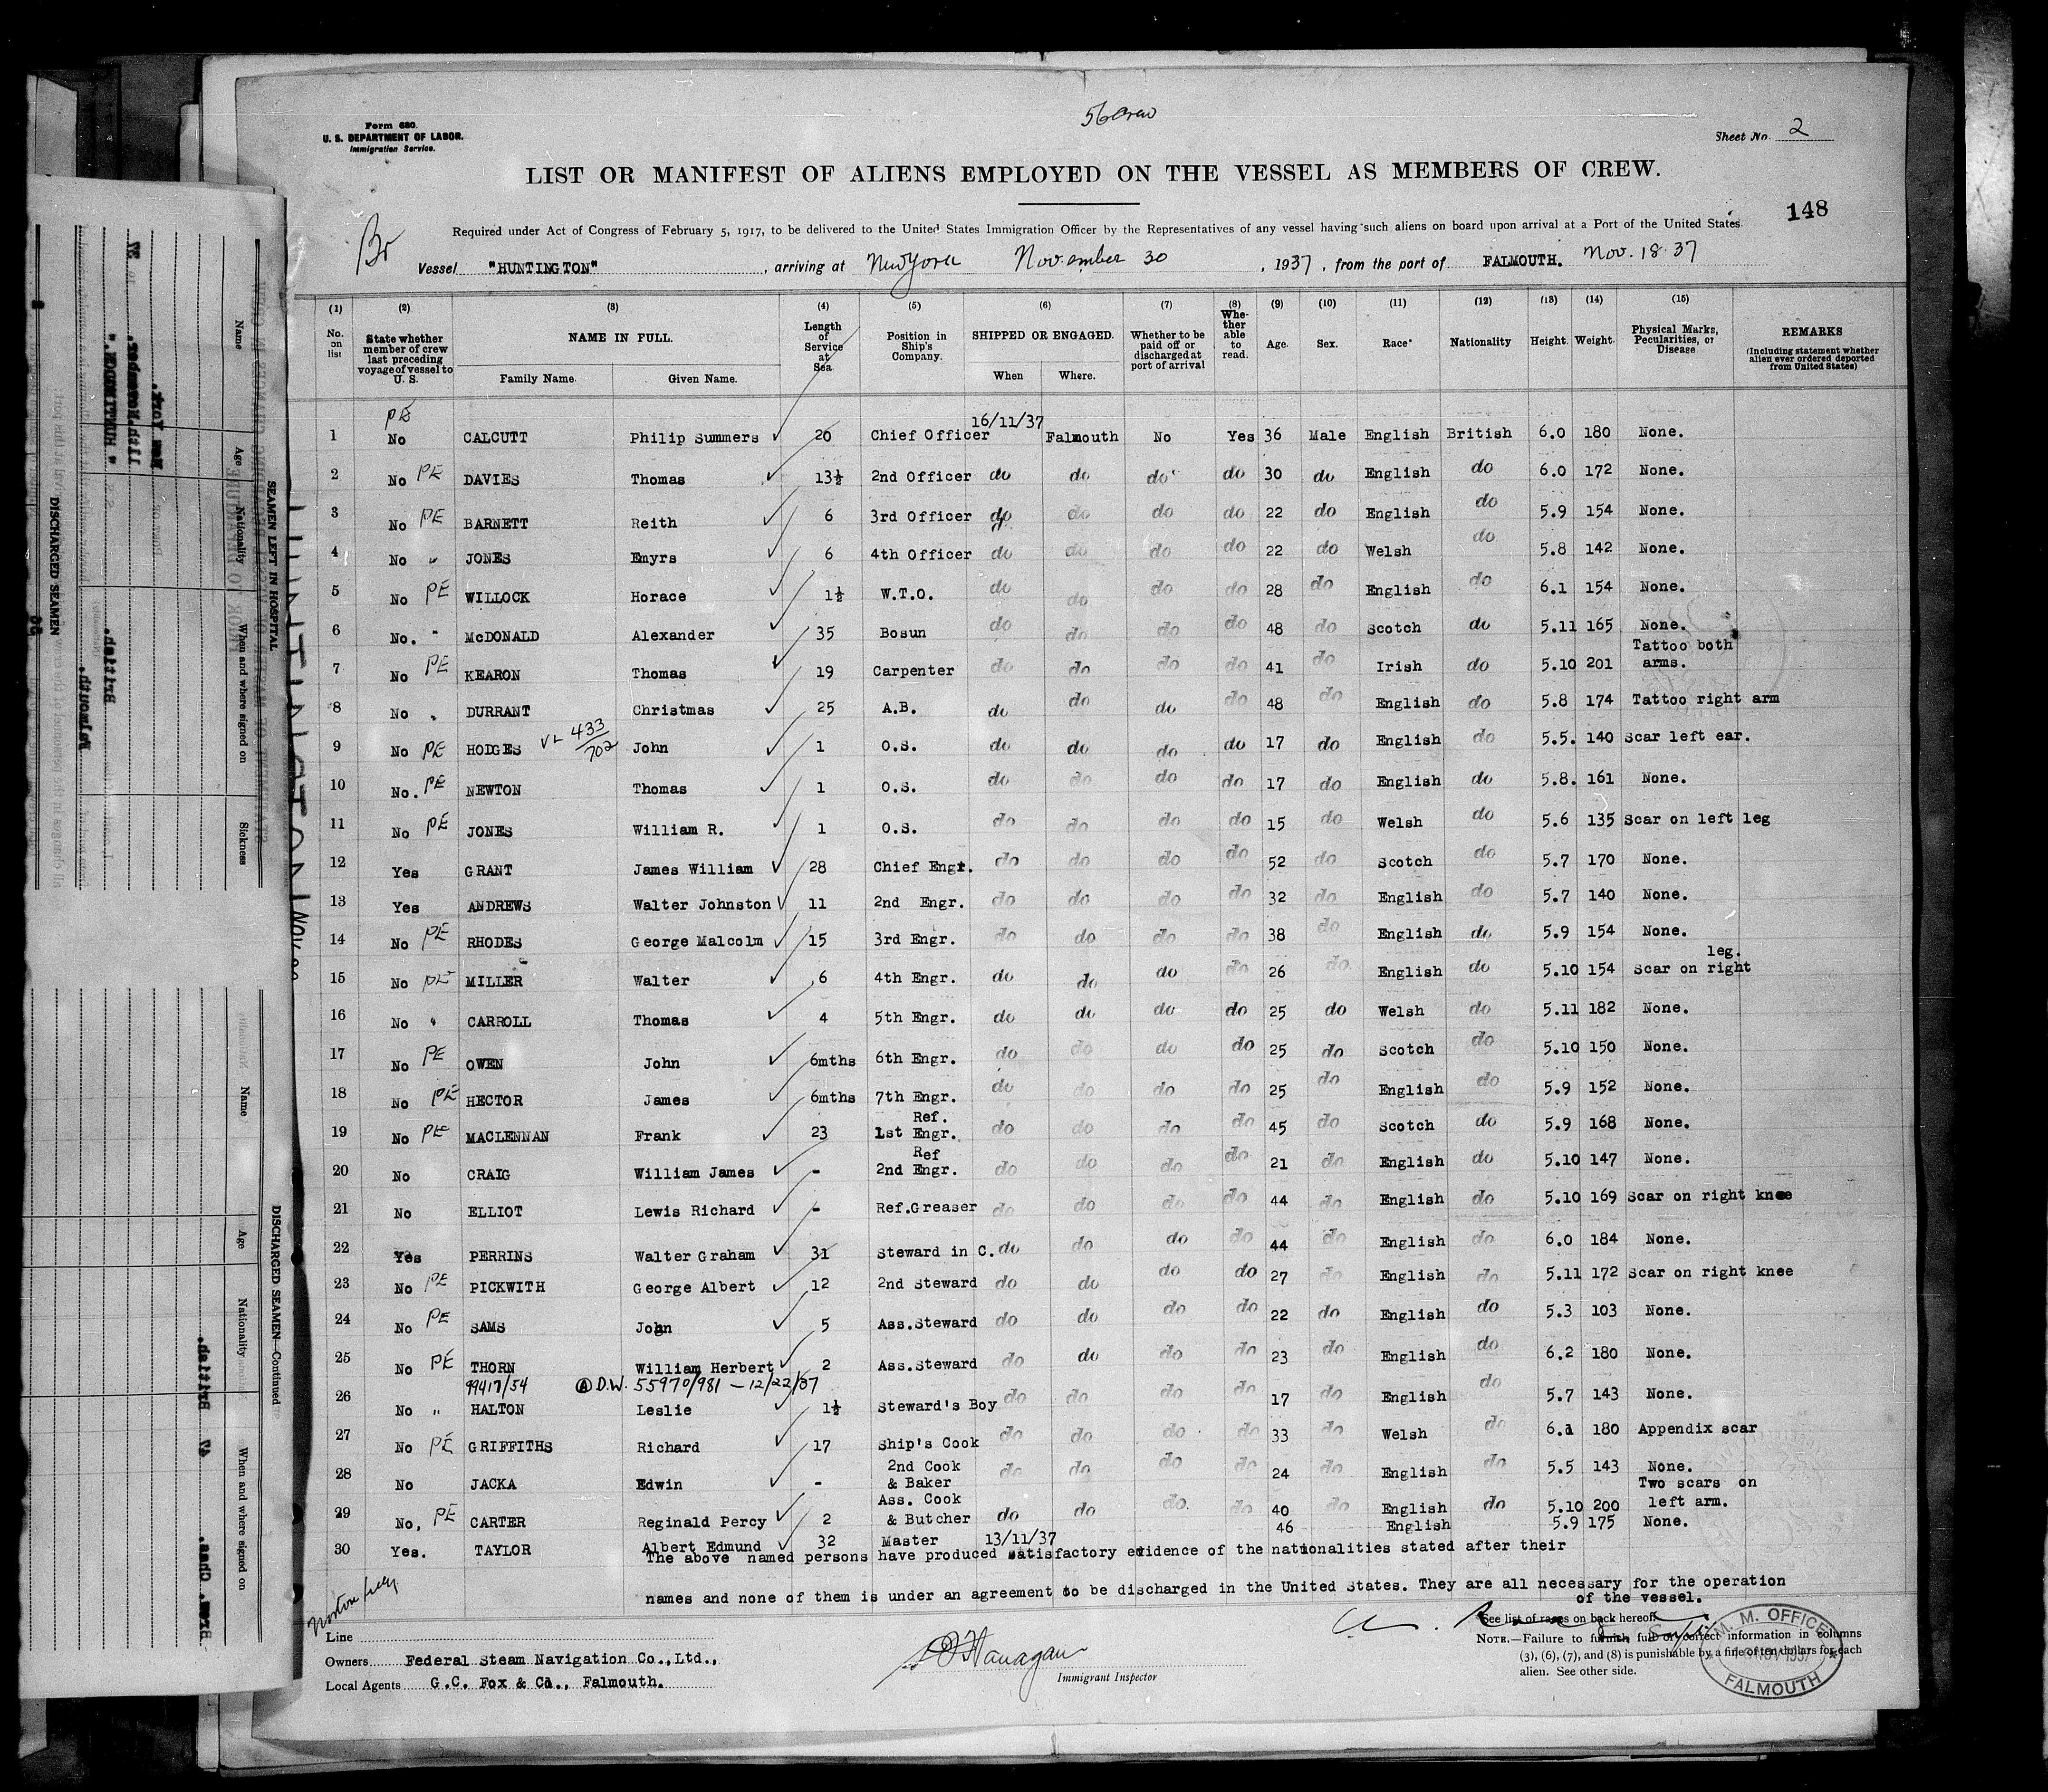 56 Crew
Form 680.
U. S. DEPARTMENT OF LABOR.
Immigration Service.
Sheet No. 2
LIST OR MANIFEST OF ALIENS EMPLOYED ON THE VESSEL AS MEMBERS OF CREW.
148
Required under Act of Congress of February 5, 1917, to be delivered to the United States Immigration Officer by the Representatives of any vessel having such aliens on board upon arrival at a Port of the United States.
Br
Vessel "HUNTINGTON", arriving at New York November 30, 1937, from the port of FALMOUTH. Nov. 18 37
(1) (2) (3) (4) (5) (6) (7) (8) (9) (10) (11) (12) (13) (14) (15)
No. on list
State whether member of crew last preceding voyage of vessel to U. S.
NAME IN FULL.
Family Name. Given Name.
Length of Service at Sea
Position in Ship's Company.
SHIPPED OR ENGAGED.
When Where.
Whether to be paid off or discharged at port of arrival
Whether able to read.
Age. Sex. Race* Nationality Height. Weight.
Physical Marks, Pecularities, or Disease
REMARKS
(Including statement whether alien ever ordered deported from United States)
1 No PE CALCUTT Philip Summers 20 Chief Officer 16/11/37 Falmouth No Yes 36 Male English British 6.0 180 None.
2 No PE DAVIES Thomas 13½ 2nd Officer do do do do 30 do English do 6.0 172 None.
3 No PE BARNETT Reith 6 3rd Officer do do do do 22 do English do 5.9 154 None.
4 No " JONES Emyrs 6 4th Officer do do do do 22 do Welsh do 5.8 142 None.
5 No PE WILLOCK Horace 1½ W.T.O. do do do do 28 do English do 6.1 154 None.
6 No. " McDONALD Alexander 35 Bosun do do do do 48 do Scotch do 5.11 165 None.
7 No PE KEARON Thomas 19 Carpenter do do do do 41 do Irish do 5.10 201 Tattoo both arms.
8 No " DURRANT Christmas 25 A.B. do do do do 48 do English do 5.8 174 Tattoo right arm
9 No PE HODGES 433/702 John 1 O.S. do do do do 17 do English do 5.5. 140 Scar left ear.
10 No. PE NEWTON Thomas 1 O.S. do do do do 17 do English do 5.8. 161 None.
11 No PE JONES William R. 1 O.S. do do do do 15 do Welsh do 5.6 135 Scar on left leg
12 Yes GRANT James William 28 Chief Engr. do do do do 52 do Scotch do 5.7 170 None.
13 Yes ANDREWS Walter Johnston 11 2nd Engr. do do do do 32 do English do 5.7 140 None.
14 No PE RHODES George Malcolm 15 3rd Engr. do do do do 38 do English do 5.9 154 None.
15 No PE MILLER Walter 6 4th Engr. do do do do 26 do English do 5.10 154 Scar on right leg.
16 No " CARROLL Thomas 4 5th Engr. do do do do 25 do Welsh do 5.11 182 None.
17 No PE OWEN John 6mths 6th Engr. do do do do 25 do Scotch do 5.10 150 None.
18 No PE HECTOR James 6mths 7th Engr. do do do do 25 do English do 5.9 152 None.
19 No PE MACLENNAN Frank 23 Ref. 1st Engr. do do do do 45 do Scotch do 5.9 168 None.
20 No CRAIG William James - Ref 2nd Engr. do do do do 21 do English do 5.10 147 None.
21 No ELLIOT Lewis Richard - Ref.Greaser do do do do 44 do English do 5.10 169 Scar on right knee
22 Yes PERRINS Walter Graham 31 Steward in C. do do do do 44 do English do 6.0 184 None.
23 No PE PICKWITH George Albert 12 2nd Steward do do do do 27 do English do 5.11 172 Scar on right knee
24 No PE SAMS John 5 Ass.Steward do do do do 22 do English do 5.3 103 None.
25 No PE THORN William Herbert 2 Ass.Steward do do do do 23 do English do 6.2 180 None.
99417/54 (A) D.W. 55970/981 - 12/22/37
26 No " HALTON Leslie 1½ Steward's Boy do do do do 17 do English do 5.7 143 None.
27 No PE GRIFFITHS Richard 17 Ship's Cook do do do do 33 do Welsh do 6.1 180 Appendix scar
28 No JACKA Edwin - 2nd Cook & Baker do do do do 24 do English do 5.5 143 None.
29 No, PE CARTER Reginald Percy 2 Ass. Cook & Butcher do do do do 40 do English do 5.10 200 Two scars on left arm.
30 Yes. TAYLOR Albert Edmund 32 Master 13/11/37 46 English 5.9 175 None.
The above named persons have produced satisfactory evidence of the nationalities stated after their
names and none of them is under an agreement to be discharged in the United States. They are all necessary for the operation
of the vessel.
Line
Owners Federal Steam Navigation Co.,Ltd.,
Local Agents G.C. Fox & Co., Falmouth.
Immigrant Inspector
See list of races on back hereof.
NOTE.—Failure to furnish full or correct information in columns
(3), (6), (7), and (8) is punishable by a fine of ten dollars for each
alien. See other side.
M. M. OFFICE
FALMOUTH
SEAMEN LEFT IN HOSPITAL
Name Age Nationality When and where signed on Sickness
DISCHARGED SEAMEN
DISCHARGED SEAMEN—Continued
Name Age Nationality When and where signed on